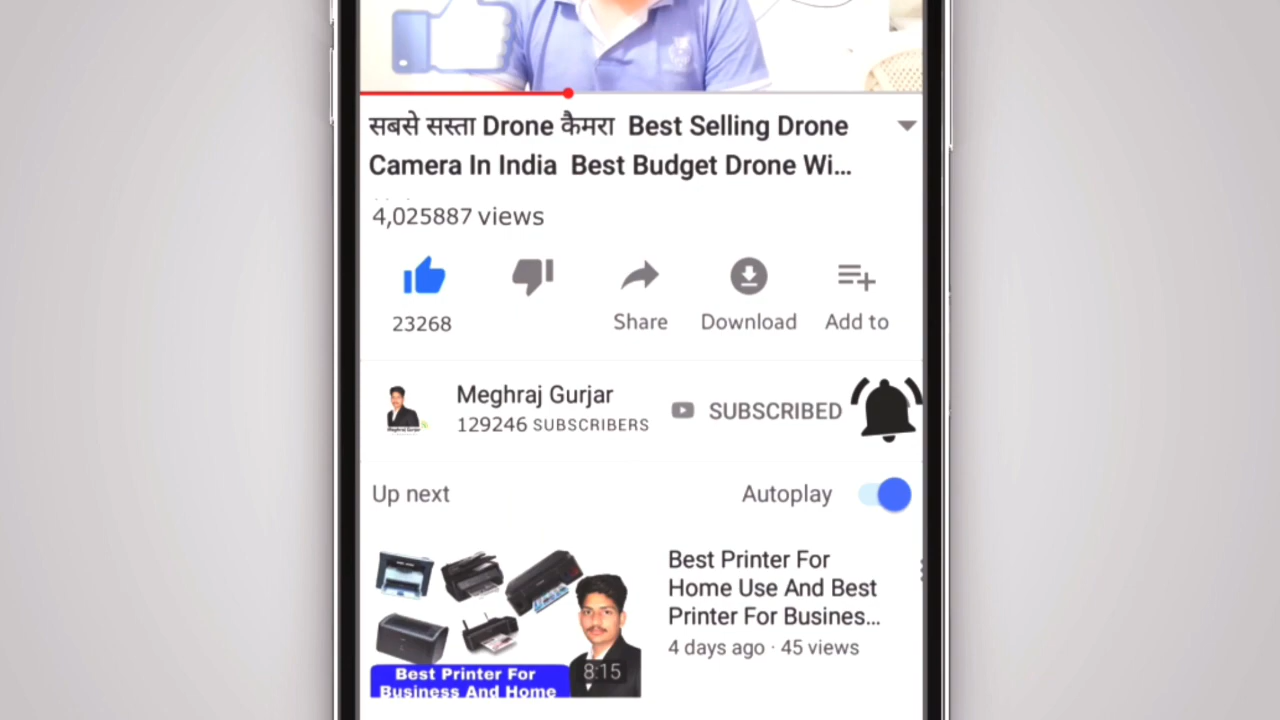 सबसे सस्ता Drone कैमरा Best Selling Drone
Camera In India Best Budget Drone Wi...
4,025887 views
23268
Share
Download
Add to
Meghraj Gurjar
129246 SUBSCRIBERS
SUBSCRIBED
Up next
Autoplay
Best Printer For
Home Use And Best
Printer For Busines...
4 days ago · 45 views
Best Printer For
Business And Home
8:15